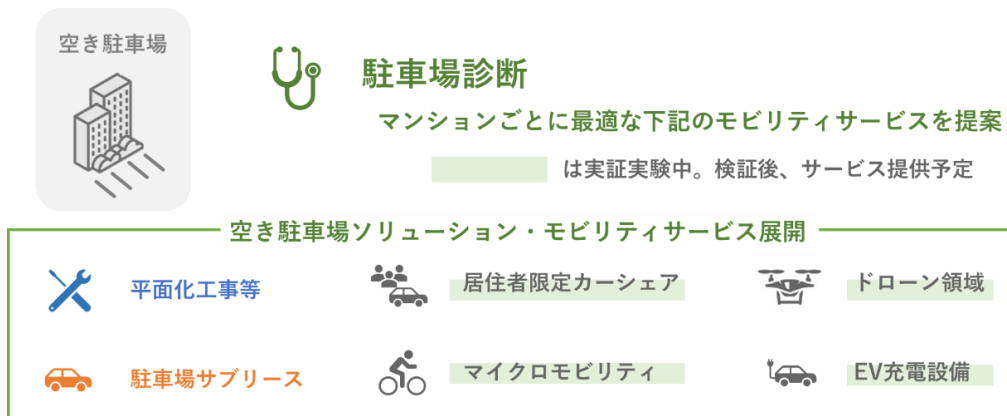 空き駐車場
駐車場診断
マンションごとに最適な下記のモビリティサービスを提案
は実証実験中。検証後、サービス提供予定
空き駐車場ソリューション・モビリティサービス展開
平面化工事等
居住者限定カーシェア
ドローン領域
駐車場サブリース
マイクロモビリティ
EV充電設備